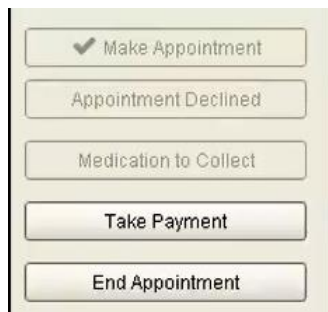 Make Appointment
Appointment Declined
Medication to Collect
Take Payment
End Appointment